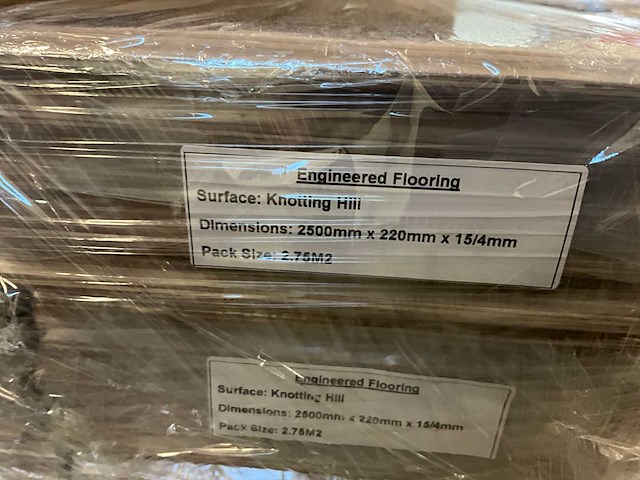 Engineered Flooring
Surface: Knotting Hill
Dimensions: 2500mm x 220mm x 15/4mm
Pack Size: 2.75M2
Engineered Flooring
Surface: Knotting Hill
Dimensions: 2500mm x 220mm x 15/4mm
Pack Size: 2.75M2